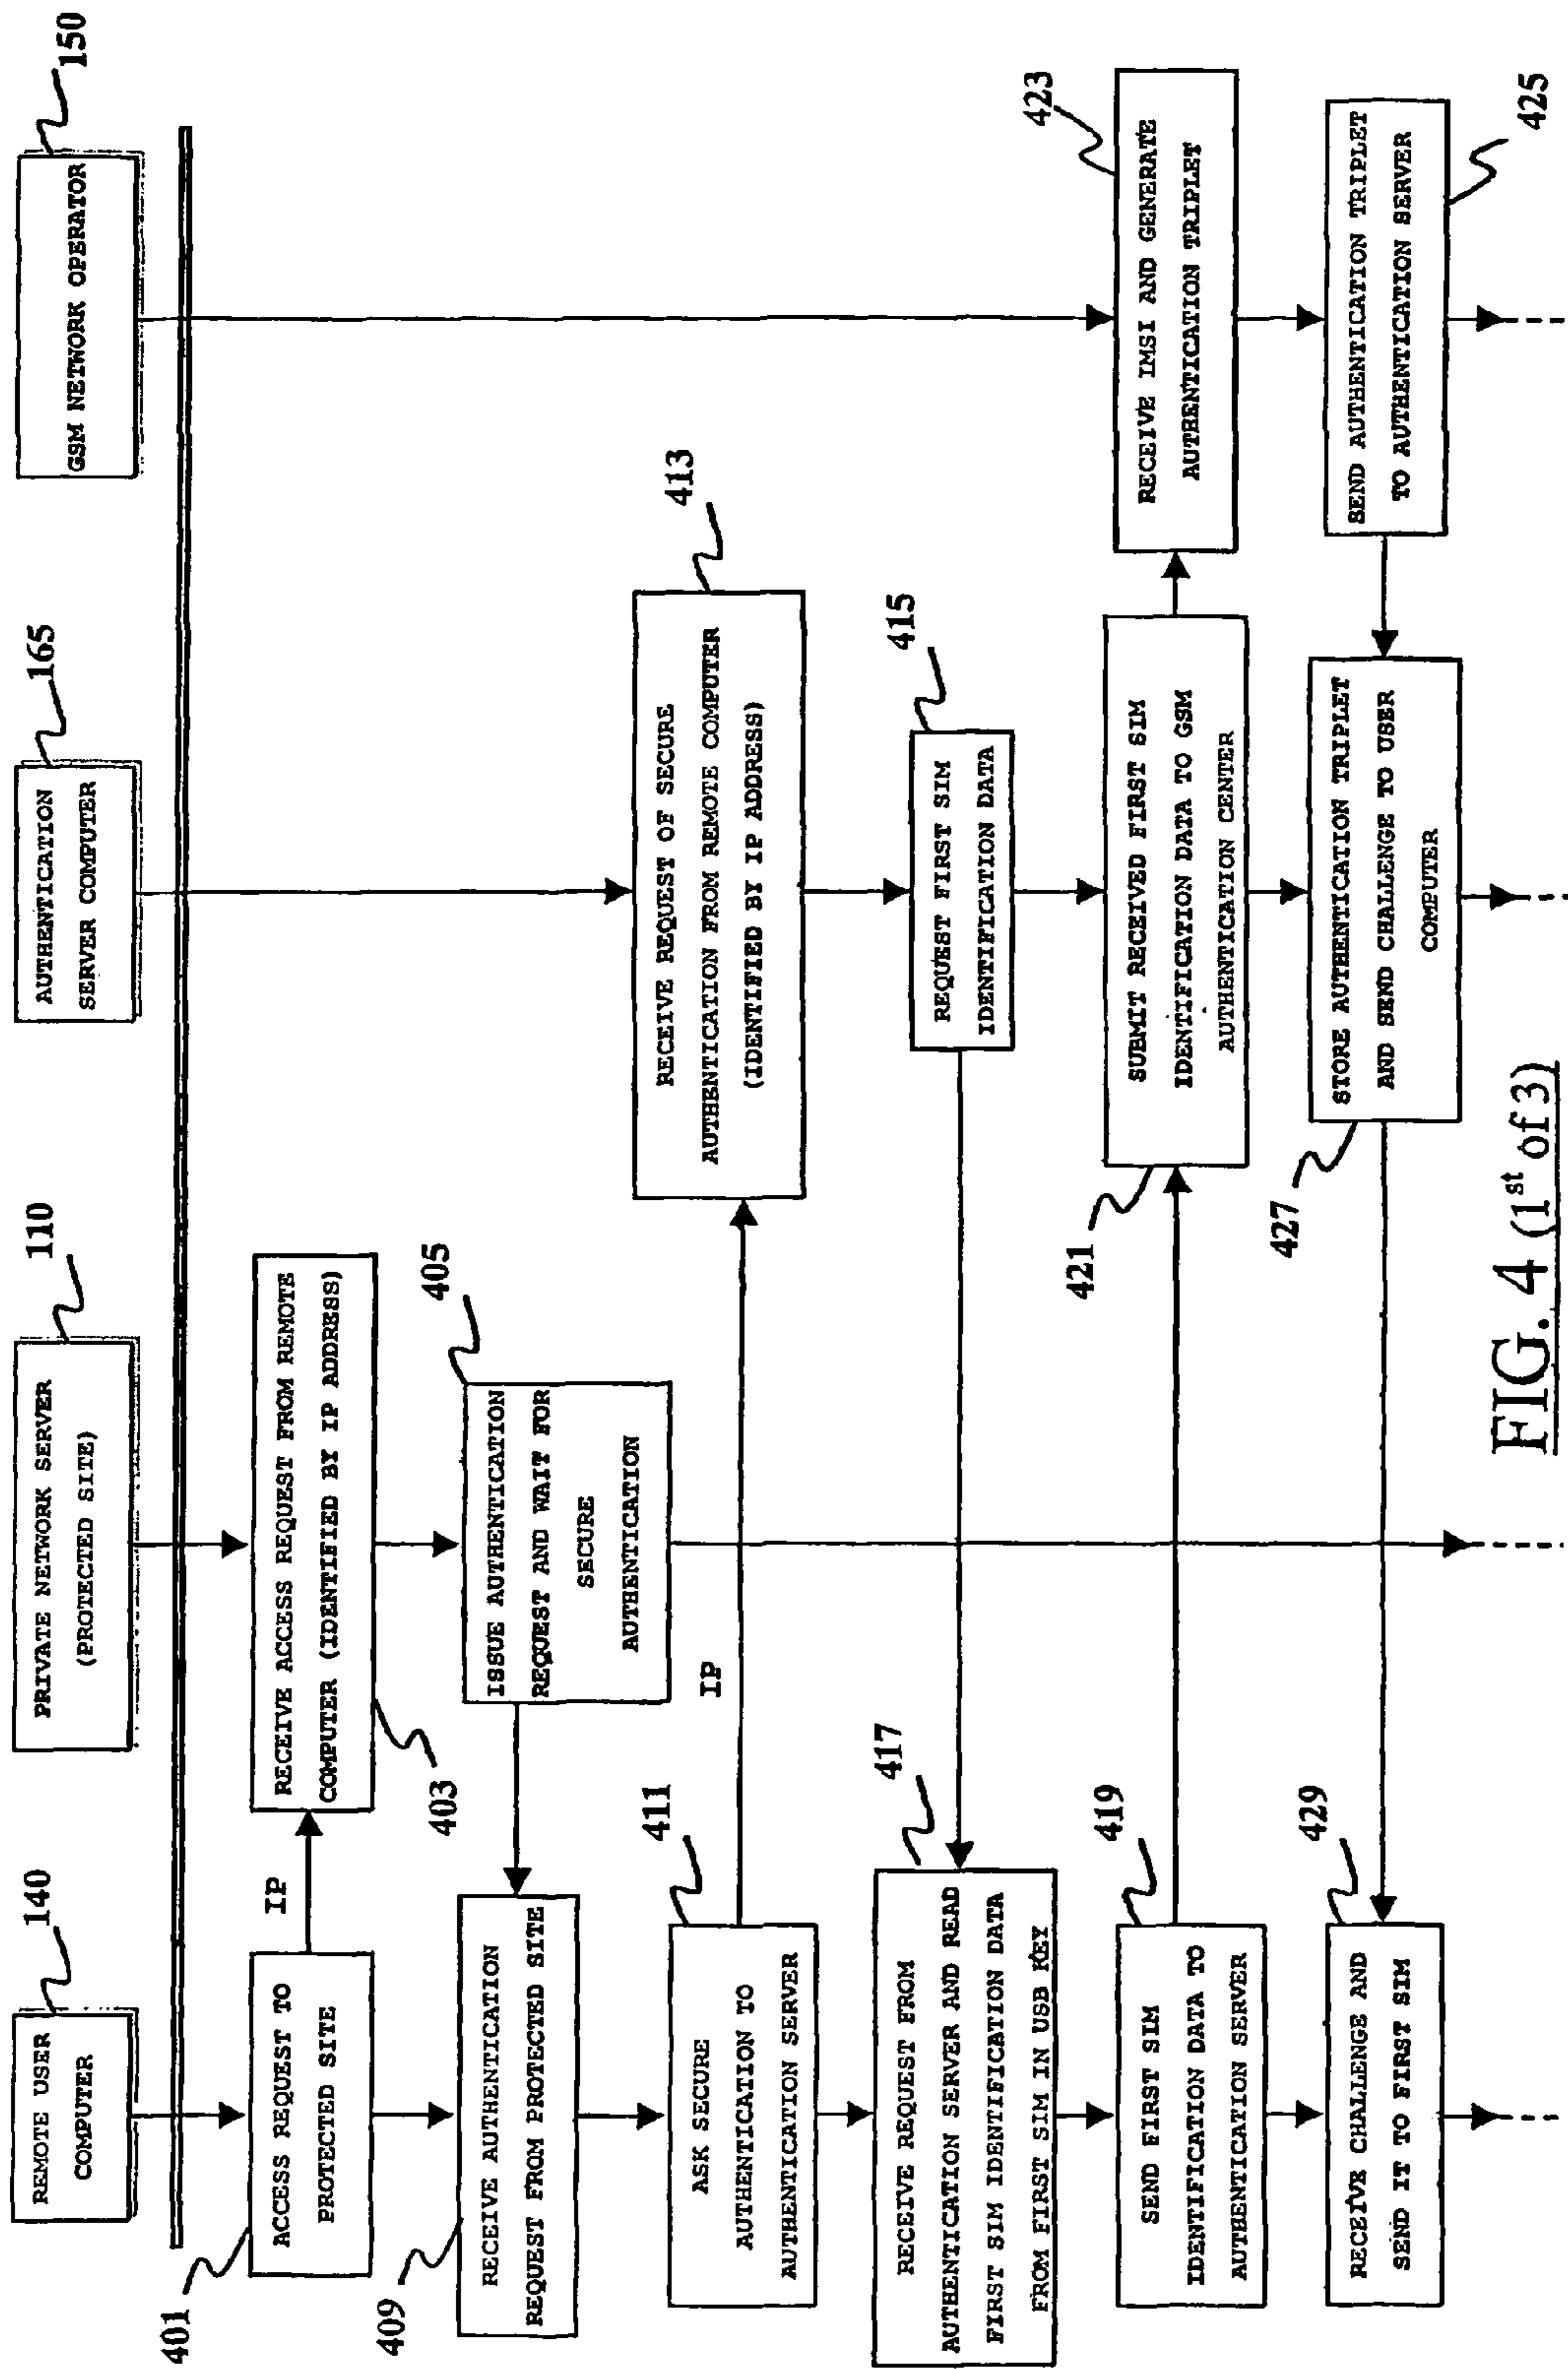 REMOTE USER
COMPUTER
140
PRIVATE NETWORK SERVER
(PROTECTED SITE)
110
AUTHENTICATION
SERVER COMPUTER
165
GSM NETWORK OPERATOR
150
401
ACCESS REQUEST TO
PROTECTED SITE
IP
RECEIVE ACCESS REQUEST FROM REMOTE
COMPUTER (IDENTIFIED BY IP ADDRESS)
403
409
RECEIVE AUTHENTICATION
REQUEST FROM PROTECTED SITE
ISSUE AUTHENTICATION
REQUEST AND WAIT FOR
SECURE
AUTHENTICATION
405
ASK SECURE
AUTHENTICATION TO
AUTHENTICATION SERVER
411
IP
RECEIVE REQUEST OF SECURE
AUTHENTICATION FROM REMOTE COMPUTER
(IDENTIFIED BY IP ADDRESS)
413
RECEIVE REQUEST FROM
AUTHENTICATION SERVER AND READ
FIRST SIM IDENTIFICATION DATA
FROM FIRST SIM IN USB KEY
417
REQUEST FIRST SIM
IDENTIFICATION DATA
415
SEND FIRST SIM
IDENTIFICATION DATA TO
AUTHENTICATION SERVER
419
421
SUBMIT RECEIVED FIRST SIM
IDENTIFICATION DATA TO GSM
AUTHENTICATION CENTER
RECEIVE IMSI AND GENERATE
AUTHENTICATION TRIPLET
423
RECEIVE CHALLENGE AND
SEND IT TO FIRST SIM
429
427
STORE AUTHENTICATION TRIPLET
AND SEND CHALLENGE TO USER
COMPUTER
SEND AUTHENTICATION TRIPLET
TO AUTHENTICATION SERVER
425
FIG. 4 (1st of 3)